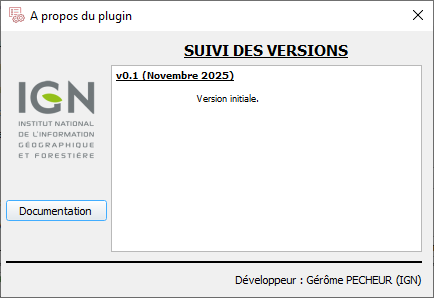 A propos du plugin
SUIVI DES VERSIONS
v0.1 (Novembre 2025)
Version initiale.
IGN
INSTITUT NATIONAL
DE L'INFORMATION
GÉOGRAPHIQUE
ET FORESTIÈRE
Documentation
Développeur : Gérôme PECHEUR (IGN)